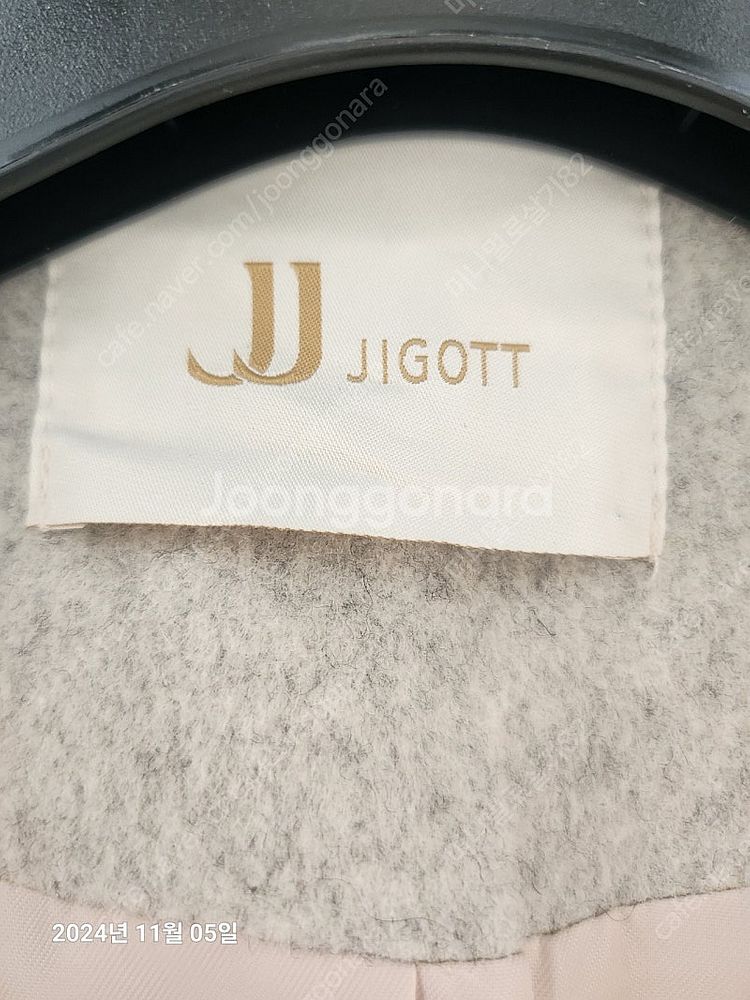 JJ JIGOTT
Joonggonara
cafe.naver.com/joonggonara
2024년 11월 05일